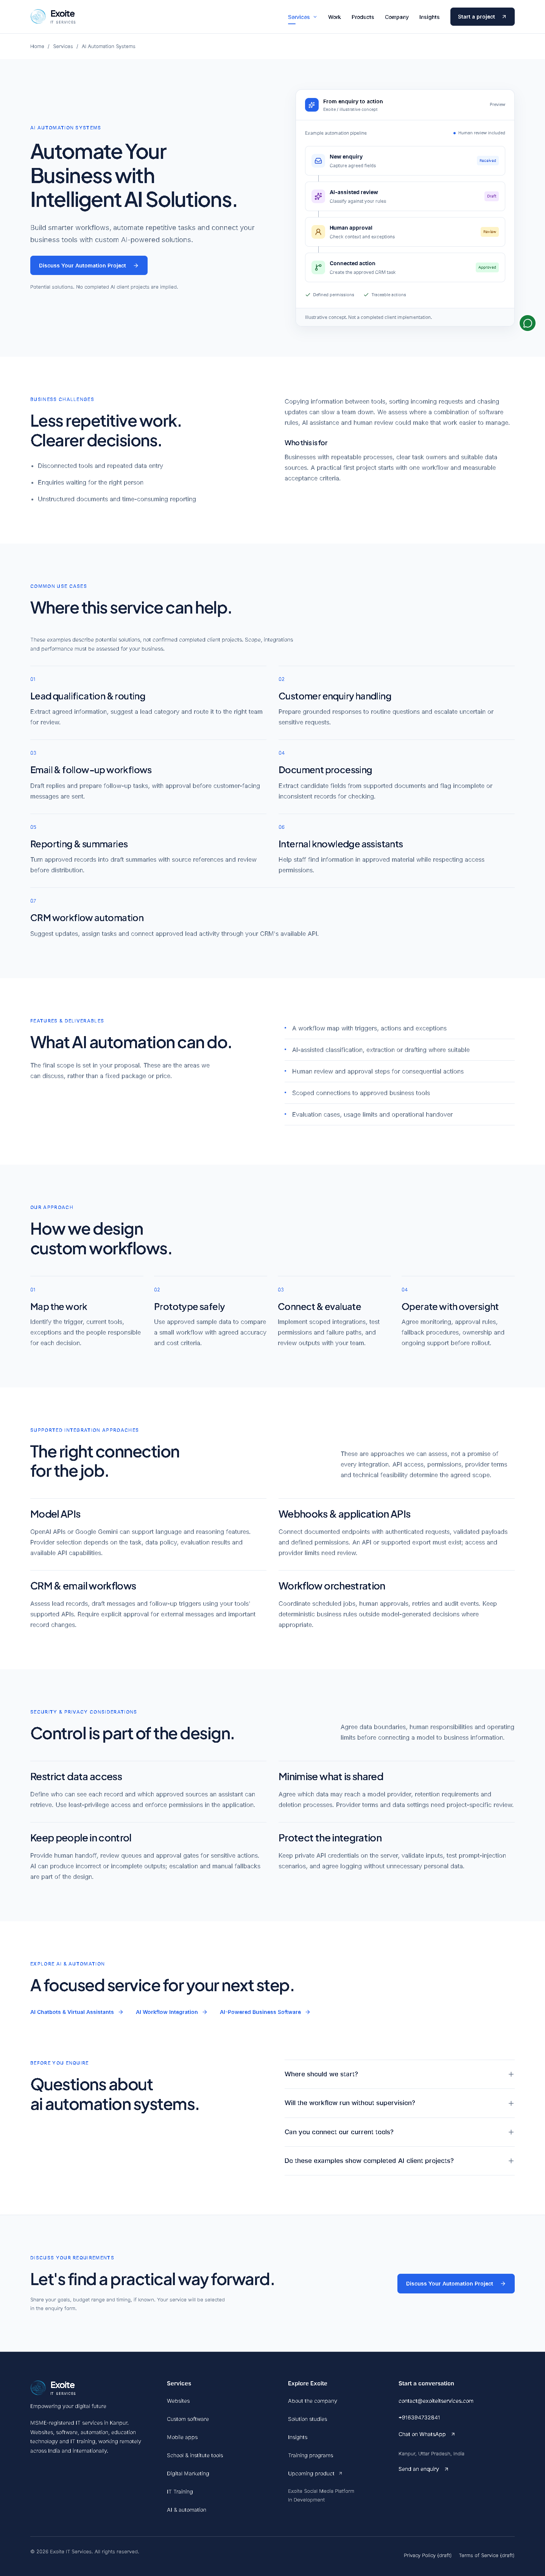 Exoite
IT SERVICES
Services
Work
Products
Company
Insights
Start a project
Home / Services / AI Automation Systems
AI AUTOMATION SYSTEMS
Automate Your
Business with
Intelligent AI Solutions.
Build smarter workflows, automate repetitive tasks and connect your
business tools with custom AI-powered solutions.
Discuss Your Automation Project
Potential solutions. No completed AI client projects are implied.
From enquiry to action
Exoite / illustrative concept
Preview
Example automation pipeline
Human review included
New enquiry
Capture agreed fields
Received
AI-assisted review
Classify against your rules
Draft
Human approval
Check contact and exceptions
Review
Connected action
Create the approved CRM task
Approved
Defined permissions
Traceable actions
Illustrative concept. Not a completed client implementation.
BUSINESS CHALLENGES
Less repetitive work.
Clearer decisions.
Disconnected tools and repeated data entry
Enquiries waiting for the right person
Unstructured documents and time-consuming reporting
Copying information between tools, sorting incoming requests and chasing
updates can slow a team down. We assess where a combination of software
rules, AI assistance and human review could make that work easier to manage.
Who this is for
Businesses with repeatable processes, clear task owners and suitable data
sources. A practical first project starts with one workflow and measurable
acceptance criteria.
COMMON USE CASES
Where this service can help.
These examples describe potential solutions, not confirmed completed client projects. Scope, integrations
and performance must be assessed for your business.
01
Lead qualification & routing
Extract agreed information, suggest a lead category and route it to the right team
for review.
02
Customer enquiry handling
Prepare grounded responses to routine questions and escalate uncertain or
sensitive requests.
03
Email & follow-up workflows
Draft replies and prepare follow-up tasks, with approval before customer-facing
messages are sent.
04
Document processing
Extract candidate fields from supported documents and flag incomplete or
inconsistent records for checking.
05
Reporting & summaries
Turn approved records into draft summaries with source references and review
before distribution.
06
Internal knowledge assistants
Help staff find information in approved material while respecting access
permissions.
07
CRM workflow automation
Suggest updates, assign tasks and connect approved lead activity through your CRM's available API.
FEATURES & DELIVERABLES
What AI automation can do.
The final scope is set in your proposal. These are the areas we
can discuss, rather than a fixed package or price.
A workflow map with triggers, actions and exceptions
AI-assisted classification, extraction or drafting where suitable
Human review and approval steps for consequential actions
Scoped connections to approved business tools
Evaluation cases, usage limits and operational handover
OUR APPROACH
How we design
custom workflows.
01
Map the work
Identify the trigger, current tools,
exceptions and the people responsible
for each decision.
02
Prototype safely
Use approved sample data to compare
a small workflow with agreed accuracy
and cost criteria.
03
Connect & evaluate
Implement scoped integrations, test
permissions and failure paths, and
review outputs with your team.
04
Operate with oversight
Agree monitoring, approval rules,
fallback procedures, ownership and
ongoing support before rollout.
SUPPORTED INTEGRATION APPROACHES
The right connection
for the job.
These are approaches we can assess, not a promise of
every integration. API access, permissions, provider terms
and technical feasibility determine the agreed scope.
Model APIs
OpenAI APIs or Google Gemini can support language and reasoning features.
Provider selection depends on the task, data policy, evaluation results and
available API capabilities.
Webhooks & application APIs
Connect documented endpoints with authenticated requests, validated payloads
and defined permissions. An API or supported export must exist; access and
provider limits need review.
CRM & email workflows
Assess lead records, draft messages and follow-up triggers using your tools'
supported APIs. Require explicit approval for external messages and important
record changes.
Workflow orchestration
Coordinate scheduled jobs, human approvals, retries and audit events. Keep
deterministic business rules outside model-generated decisions where
appropriate.
SECURITY & PRIVACY CONSIDERATIONS
Control is part of the design.
Agree data boundaries, human responsibilities and operating
limits before connecting a model to business information.
Restrict data access
Define who can see each record and which approved sources an assistant can
retrieve. Use least-privilege access and enforce permissions in the application.
Minimise what is shared
Agree which data may reach a model provider, retention requirements and
deletion processes. Provider terms and data settings need project-specific review.
Keep people in control
Provide human handoff, review queues and approval gates for sensitive actions.
AI can produce incorrect or incomplete outputs; escalation and manual fallbacks
are part of the design.
Protect the integration
Keep private API credentials on the server, validate inputs, test prompt-injection
scenarios, and agree logging without unnecessary personal data.
EXPLORE AI & AUTOMATION
A focused service for your next step.
AI Chatbots & Virtual Assistants
AI Workflow Integration
AI-Powered Business Software
BEFORE YOU ENQUIRE
Questions about
ai automation systems.
Where should we start?
Will the workflow run without supervision?
Can you connect our current tools?
Do these examples show completed AI client projects?
DISCUSS YOUR REQUIREMENTS
Let's find a practical way forward.
Share your goals, budget range and timing, if known. Your service will be selected
in the enquiry form.
Discuss Your Automation Project
Exoite
IT SERVICES
Empowering your digital future
MSME-registered IT services in Kanpur.
Websites, software, automation, education
technology and IT training, working remotely
across India and internationally.
Services
Websites
Custom software
Mobile apps
School & institute tools
Digital Marketing
IT Training
AI & automation
Explore Exoite
About the company
Solution studies
Insights
Training programs
Upcoming product
Exoite Social Media Platform
In Development
Start a conversation
contact@exoiteitservices.com
+916394732841
Chat on WhatsApp
Kanpur, Uttar Pradesh, India
Send an enquiry
© 2026 Exoite IT Services. All rights reserved.
Privacy Policy (draft)
Terms of Service (draft)